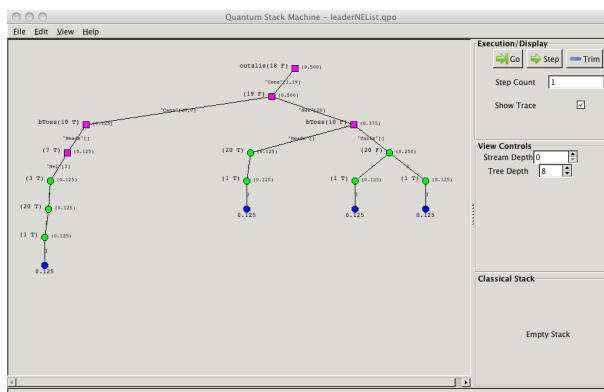 Quantum Stack Machine - leaderNEList.qpo
File Edit View Help
Execution/Display
Go Step Trim
Step Count 1
Show Trace
View Controls
Stream Depth 0
Tree Depth 8
Classical Stack
Empty Stack
outslis(18 F) (0.500)
(19 F) (0.500)
bToss(10 T) (0.125)
bToss(10 F) (0.375)
"Heads"[] "Heads"[] "Tails"[]
(7 T) (0.125)
(20 T) (0.125)
(20 F) (0.250)
"Nel"[3]
(3 T) (0.125)
(1 T) (0.125)
(1 T) (0.125)
(1 T) (0.125)
(20 T) (0.125)
0.125
0.125
0.125
(1 T) (0.125)
0.125